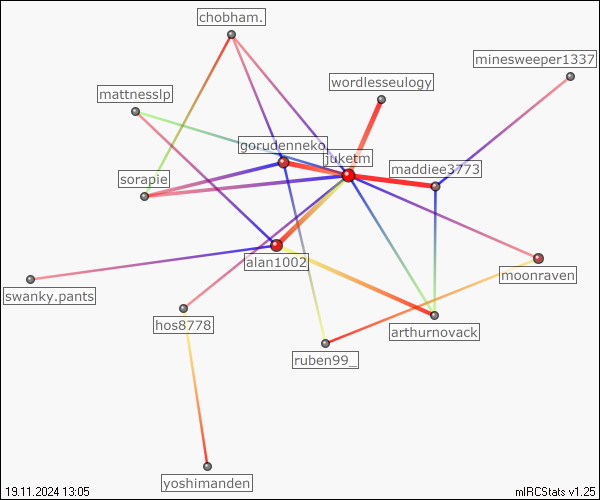 chobham.
minesweeper1337
wordlesseulogy
mattnesslp
goudenneko
juketm
maddiee3773
sorapie
alan1002
moonraven
swanky.pants
hos8778
arthurnovack
ruben99_
yoshimanden
19.11.2024 13:05
mIRCStats v1.25